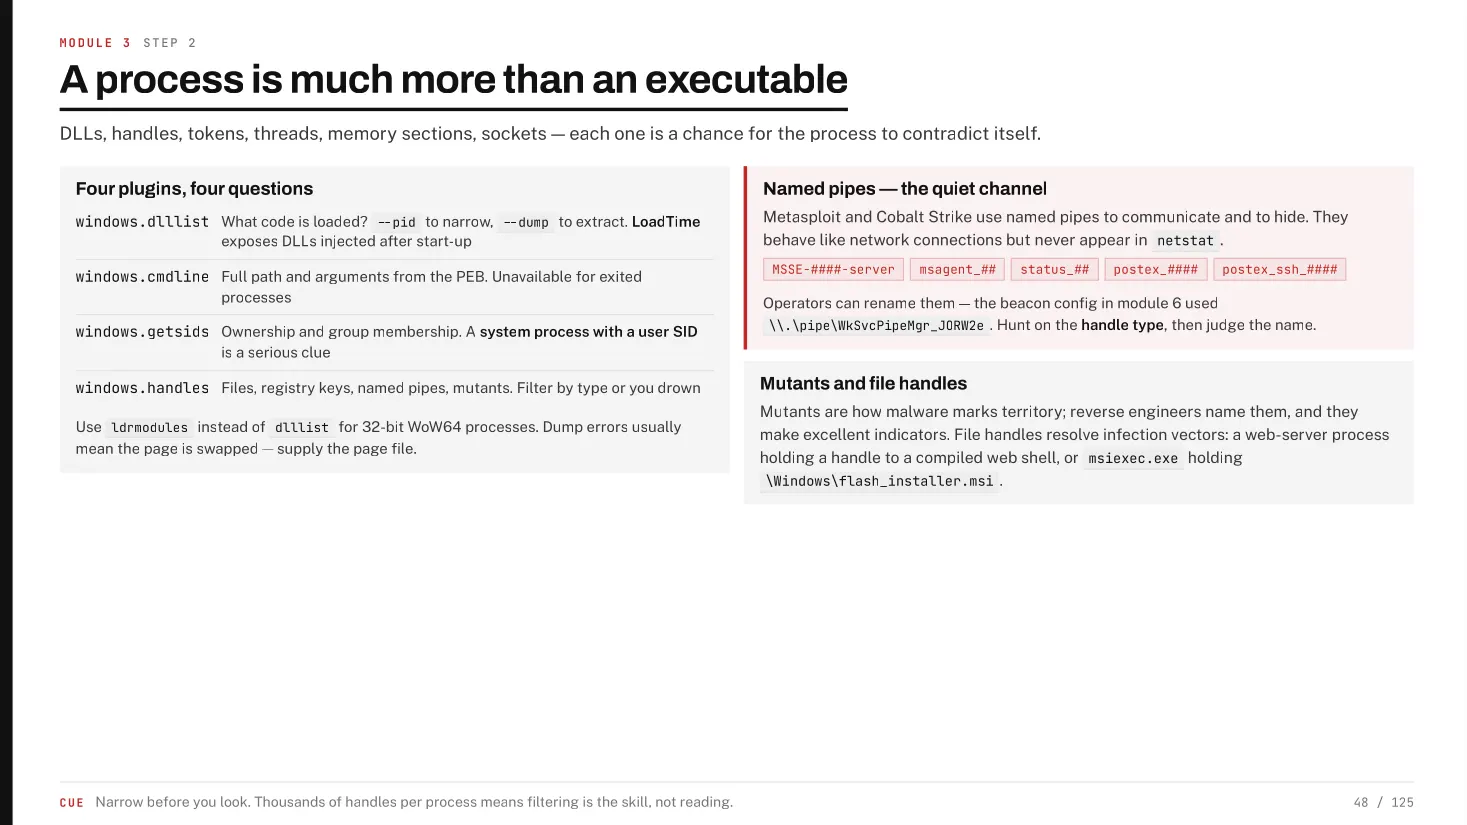 MODULE 3 STEP 2
A process is much more than an executable
DLLs, handles, tokens, threads, memory sections, sockets — each one is a chance for the process to contradict itself.
Four plugins, four questions
windows.dlllist What code is loaded? --pid to narrow, --dump to extract. LoadTime
exposes DLLs injected after start-up
windows.cmdline Full path and arguments from the PEB. Unavailable for exited
processes
windows.getsids Ownership and group membership. A system process with a user SID
is a serious clue
windows.handles Files, registry keys, named pipes, mutants. Filter by type or you drown
Use ldrmodules instead of dlllist for 32-bit WoW64 processes. Dump errors usually
mean the page is swapped — supply the page file.
Named pipes — the quiet channel
Metasploit and Cobalt Strike use named pipes to communicate and to hide. They
behave like network connections but never appear in netstat.
MSSE-####-server msagent_## status_## postex_#### postex_ssh_####
Operators can rename them — the beacon config in module 6 used
\\.\pipe\WkSvcPipeMgr_JORW2e. Hunt on the handle type, then judge the name.
Mutants and file handles
Mutants are how malware marks territory; reverse engineers name them, and they
make excellent indicators. File handles resolve infection vectors: a web-server process
holding a handle to a compiled web shell, or msiexec.exe holding
\Windows\flash_installer.msi.
CUE Narrow before you look. Thousands of handles per process means filtering is the skill, not reading.
48 / 125